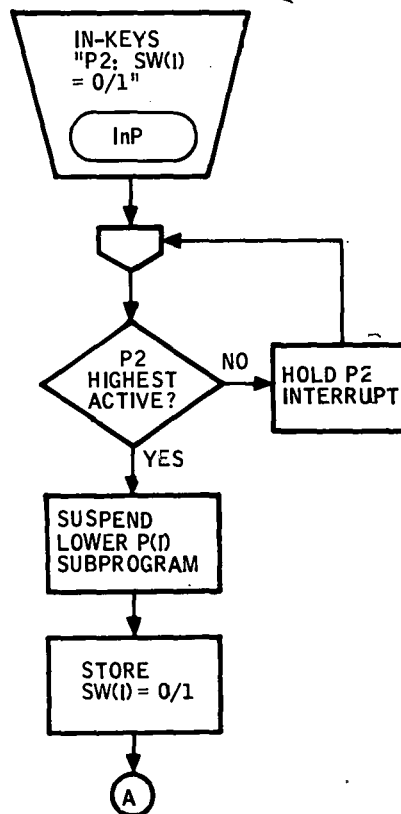 IN-KEYS
"P2: SW(I)
= 0/1"
InP
P2
HIGHEST
ACTIVE?
NO
HOLD P2
INTERRUPT
YES
SUSPEND
LOWER P(I)
SUBPROGRAM
STORE
SW(I) = 0/1
A